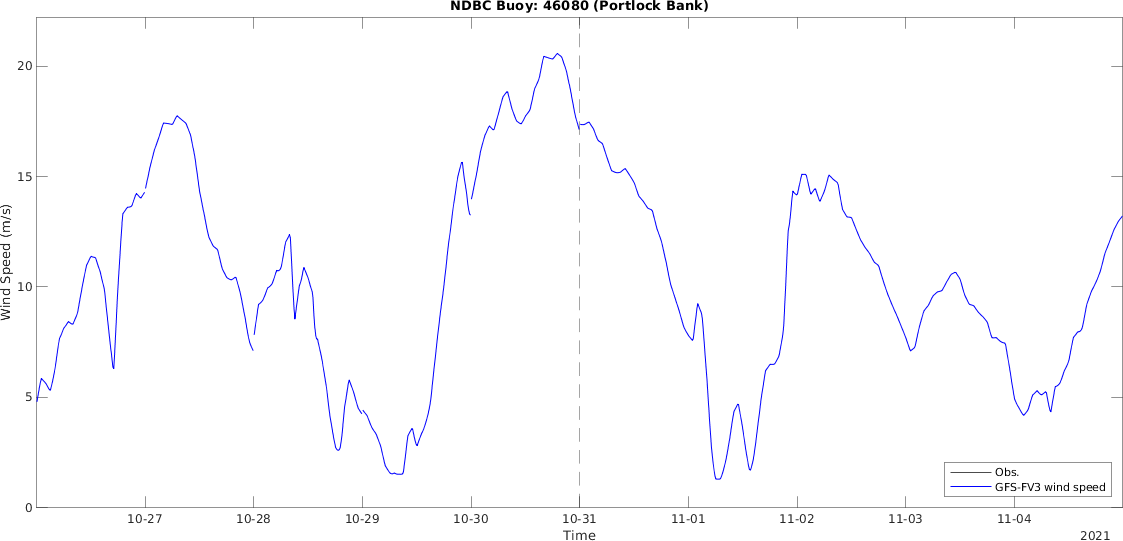 NDBC Buoy: 46080 (Portlock Bank)
Wind Speed (m/s)
20
15
10
5
0
10-27 10-28 10-29 10-30 10-31 11-01 11-02 11-03 11-04
Time
2021
Obs.
GFS-FV3 wind speed